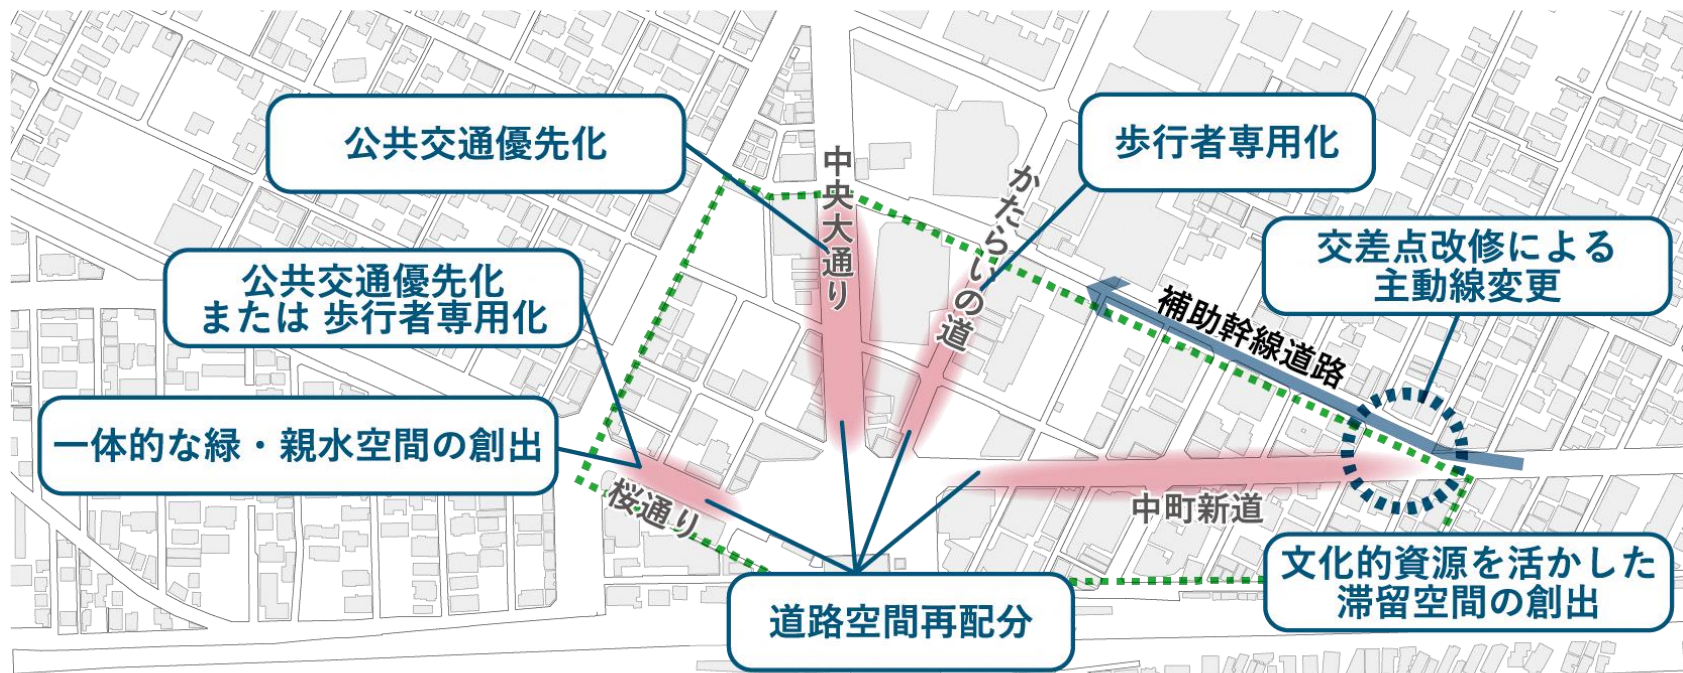 公共交通優先化
中央大通り
かたらいの道
歩行者専用化
交差点改修による
主動線変更
公共交通優先化
または 歩行者専用化
補助幹線道路
一体的な緑・親水空間の創出
桜通り
中町新道
文化的資源を活かした
滞留空間の創出
道路空間再配分